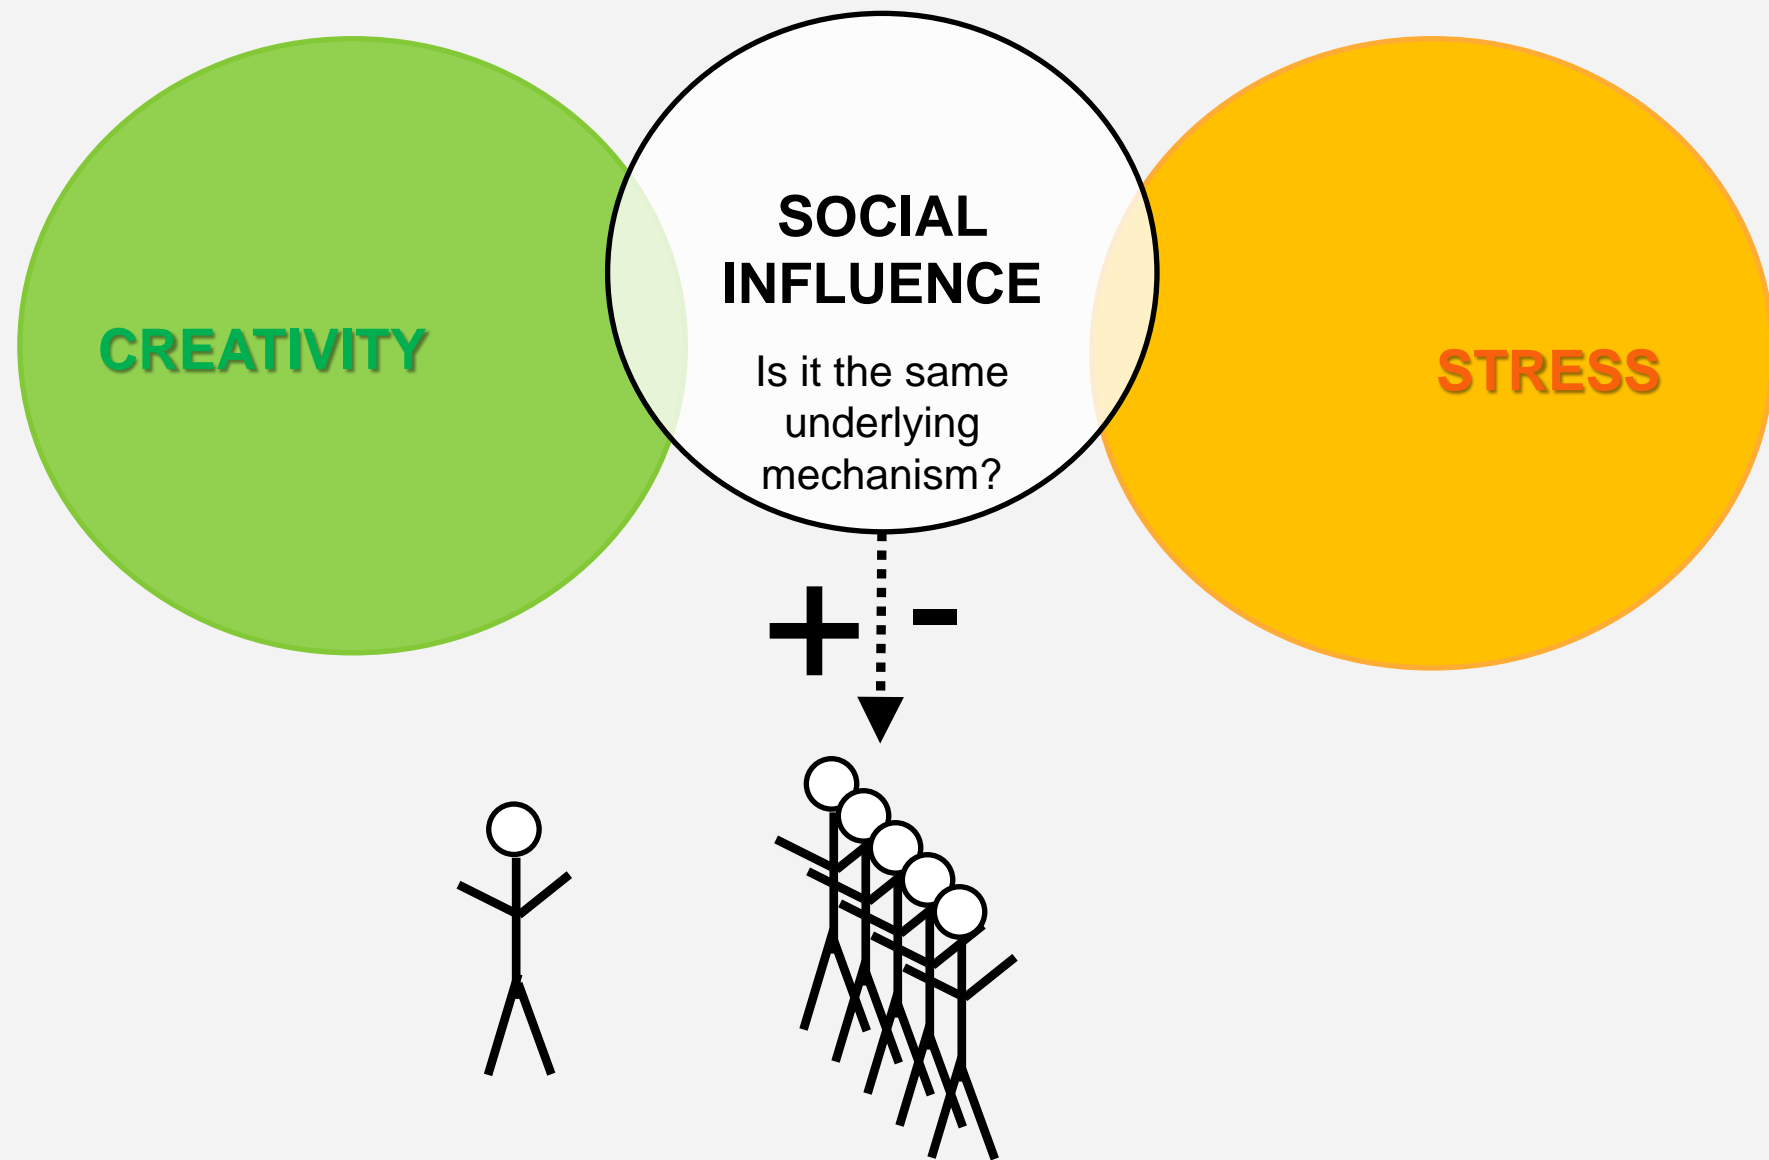 SOCIAL
INFLUENCE
CREATIVITY
STRESS
Is it the same
underlying
mechanism?
+ -